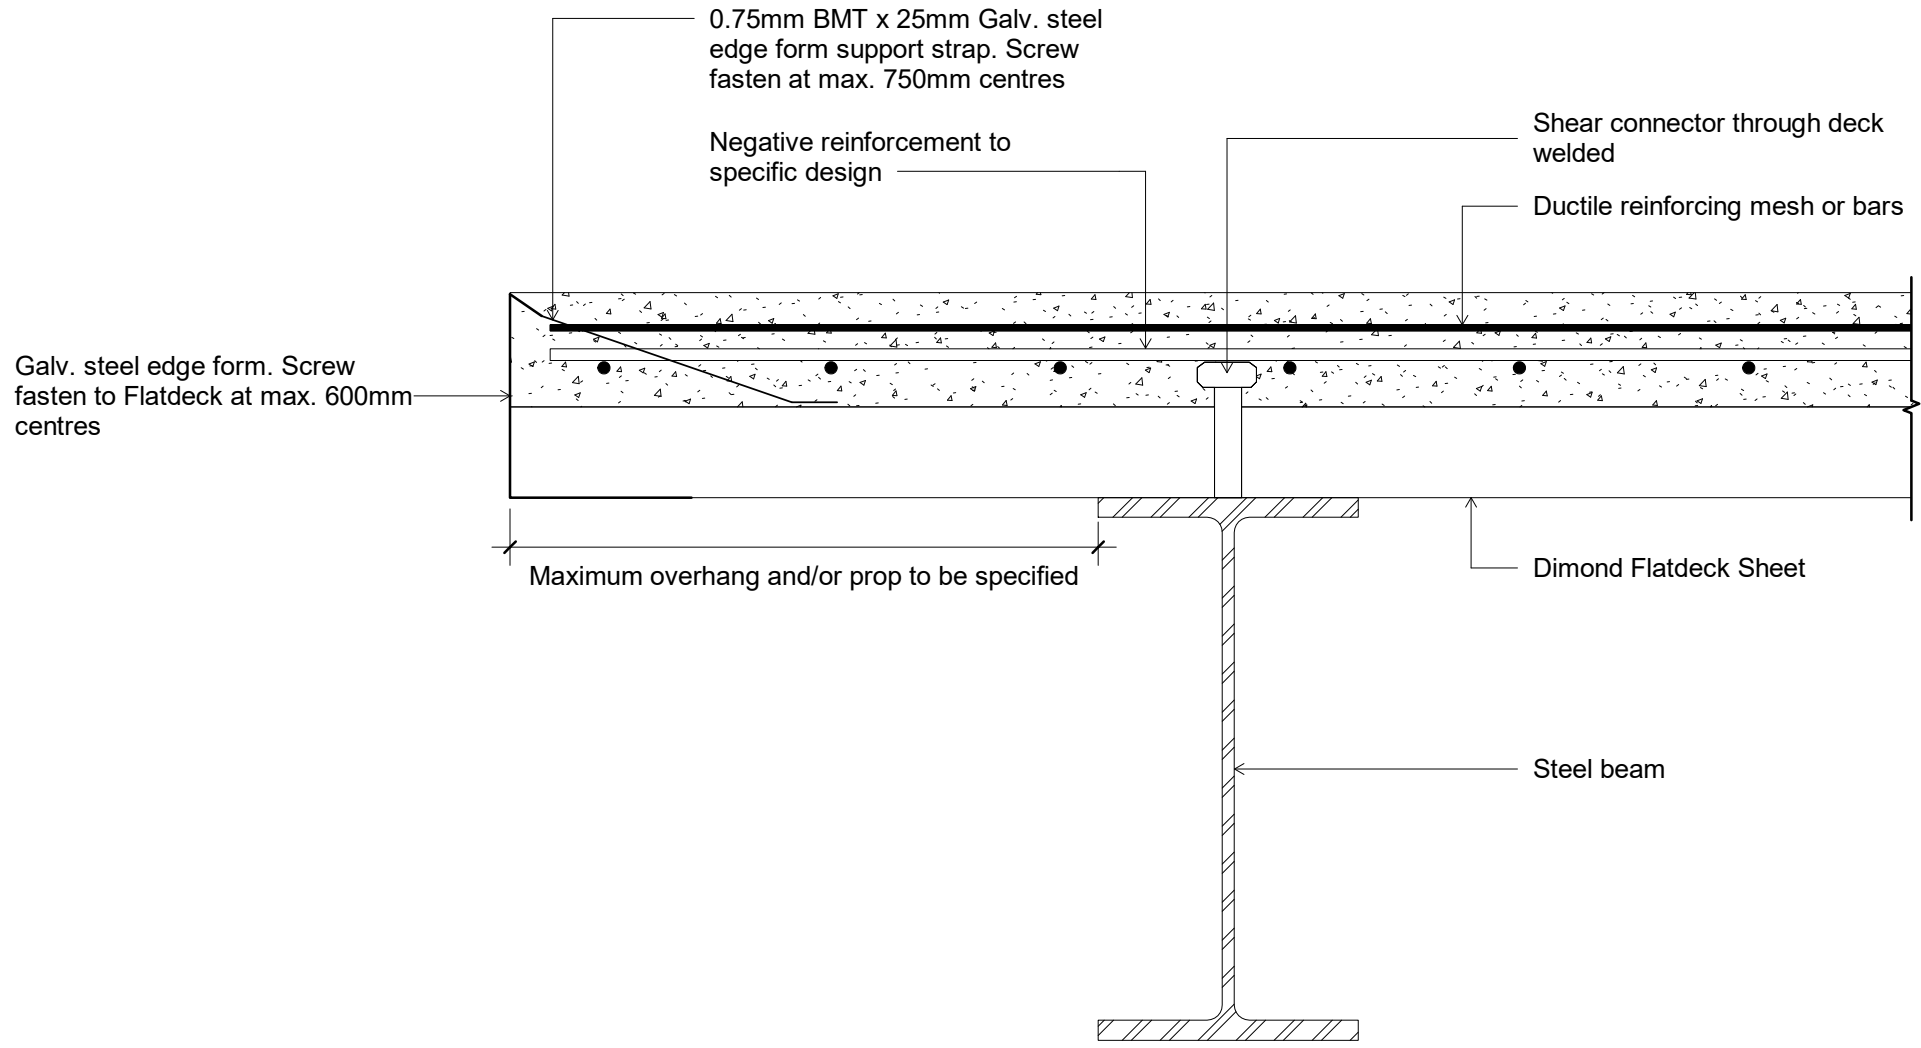 0.75mm BMT x 25mm Galv. steel
edge form support strap. Screw
fasten at max. 750mm centres
Negative reinforcement to
specific design
Shear connector through deck
welded
Ductile reinforcing mesh or bars
Galv. steel edge form. Screw
fasten to Flatdeck at max. 600mm
centres
Maximum overhang and/or prop to be specified
Dimond Flatdeck Sheet
Steel beam